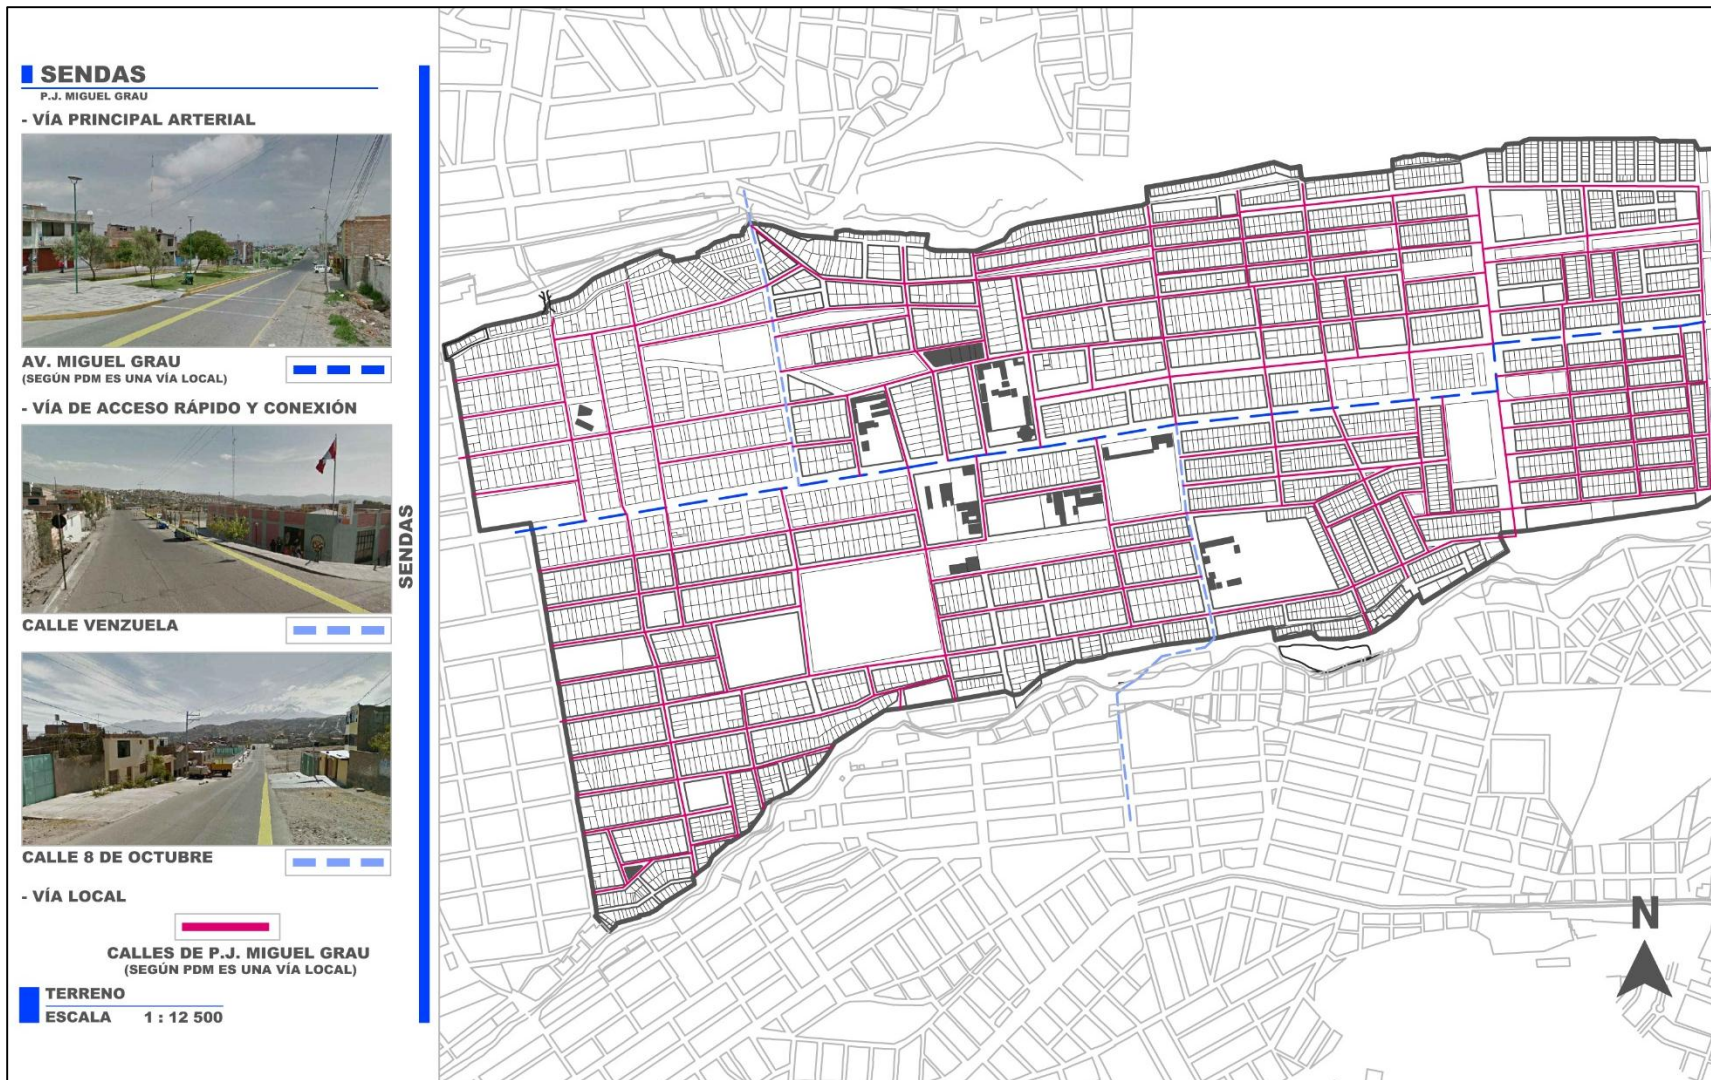 SENDAS
P.J. MIGUEL GRAU
- VÍA PRINCIPAL ARTERIAL
AV. MIGUEL GRAU
(SEGÚN PDM ES UNA VÍA LOCAL)
- VÍA DE ACCESO RÁPIDO Y CONEXIÓN
CALLE VENZUELA
CALLE 8 DE OCTUBRE
- VÍA LOCAL
CALLES DE P.J. MIGUEL GRAU
(SEGÚN PDM ES UNA VÍA LOCAL)
TERRENO
ESCALA 1 : 12 500
SENDAS
N